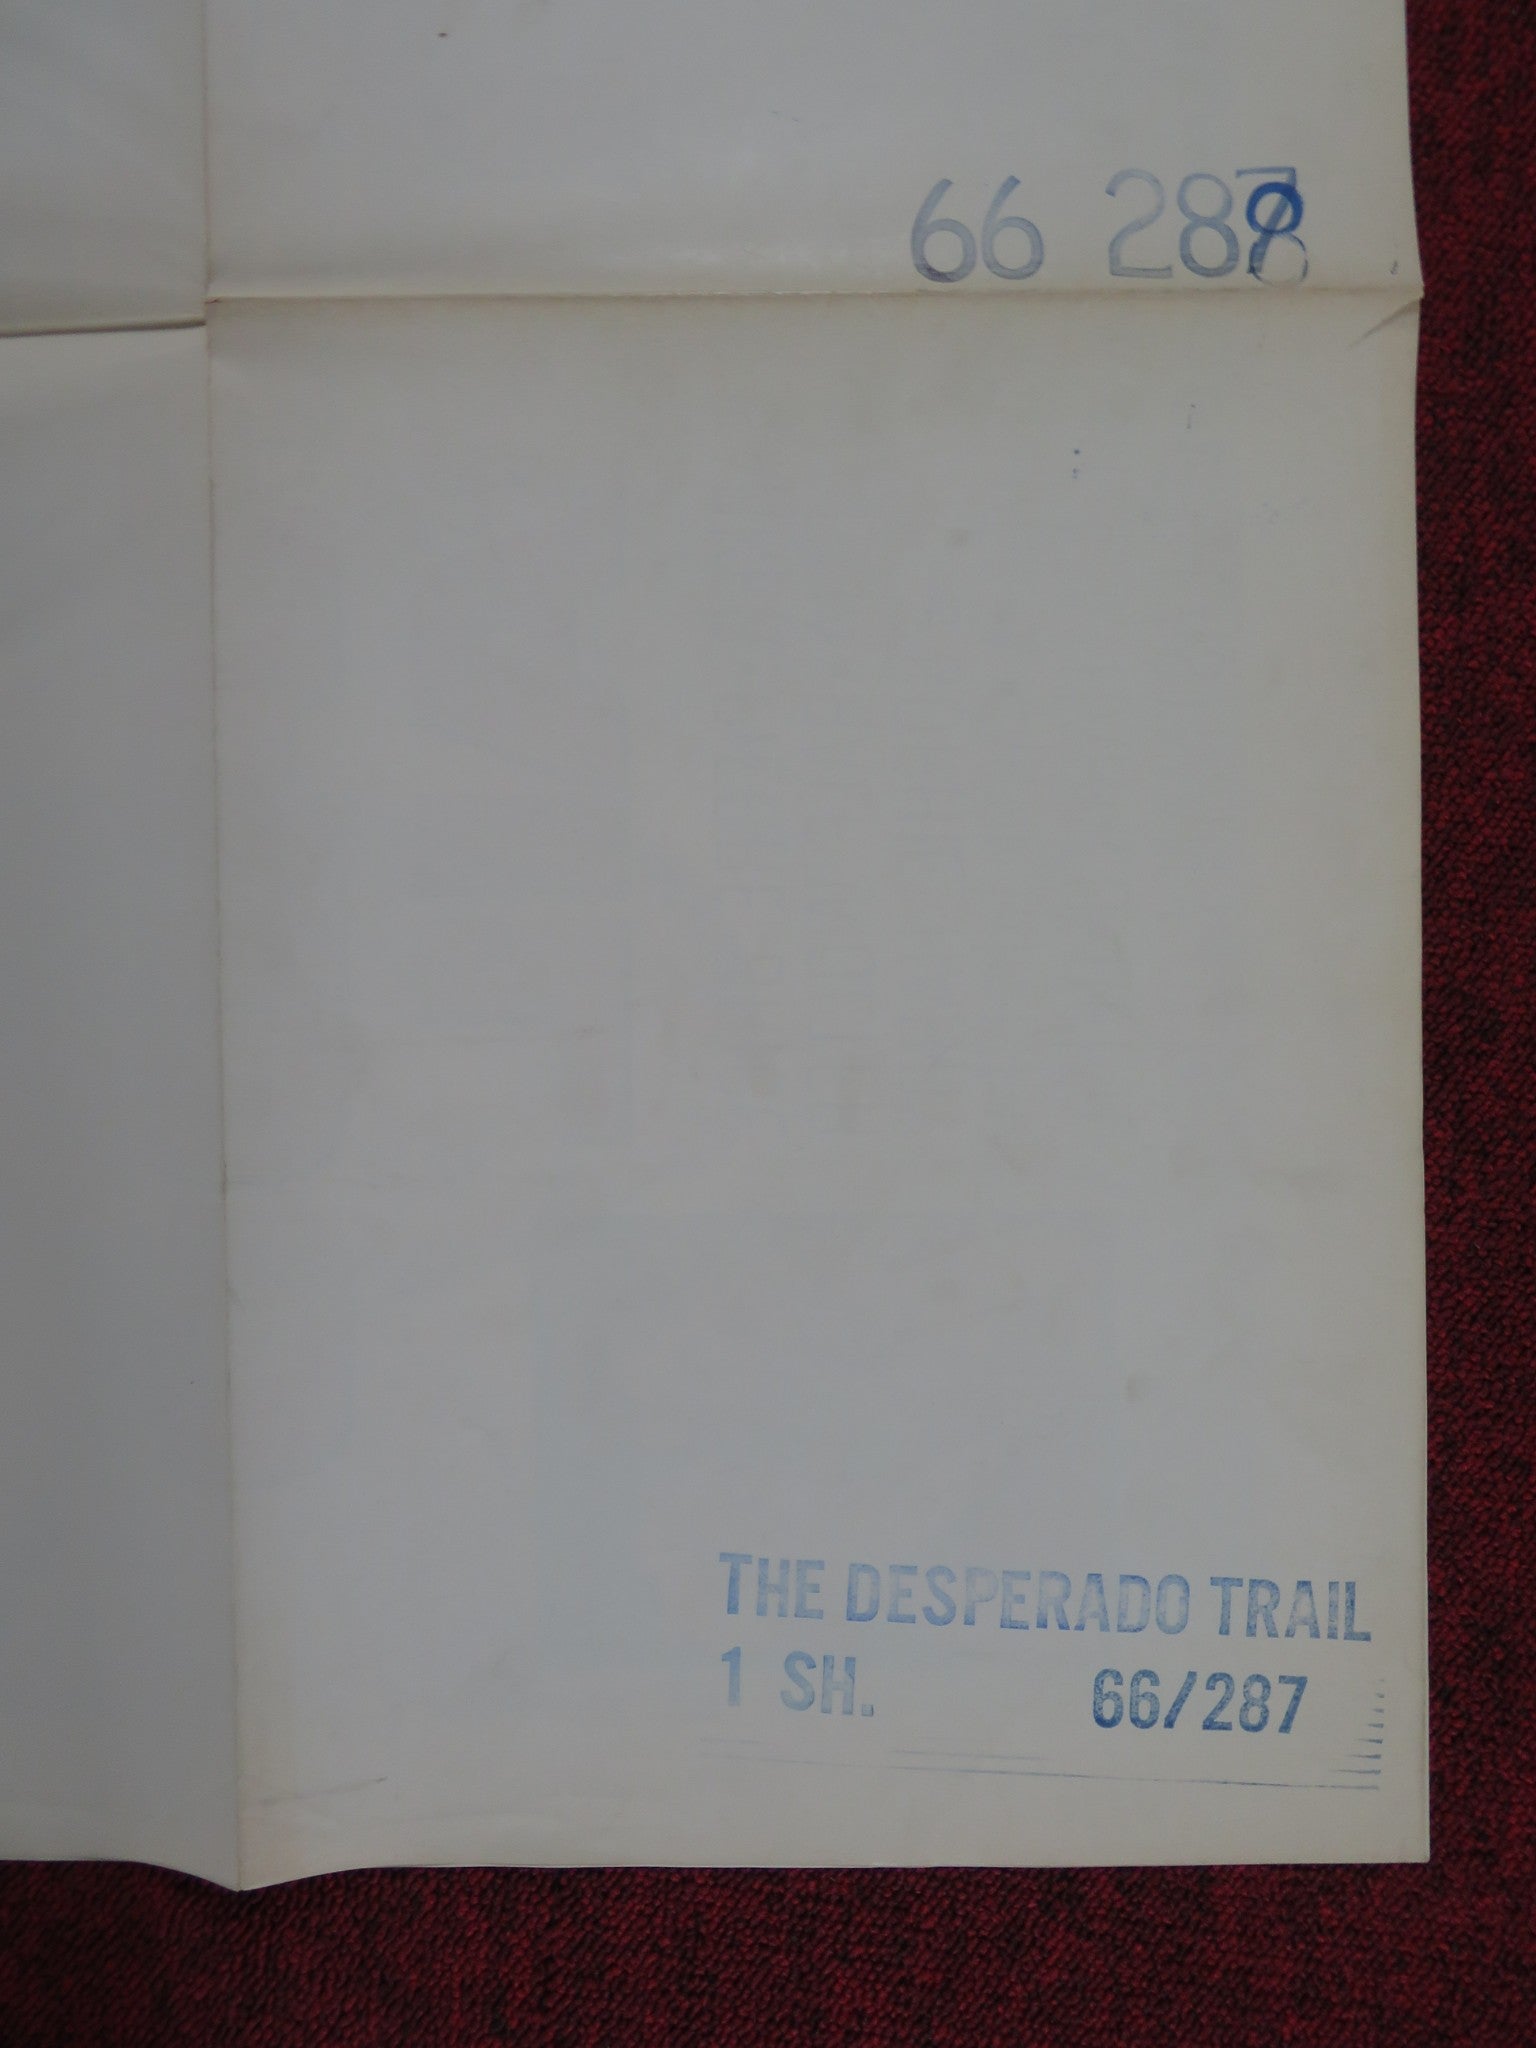 66 287
THE DESPERADO TRAIL
1 SH. 66/287